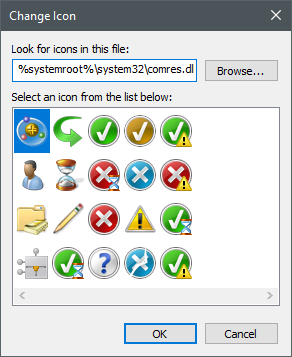 Change Icon
Look for icons in this file:
%systemroot%\system32\comres.dl
Browse...
Select an icon from the list below:
OK
Cancel